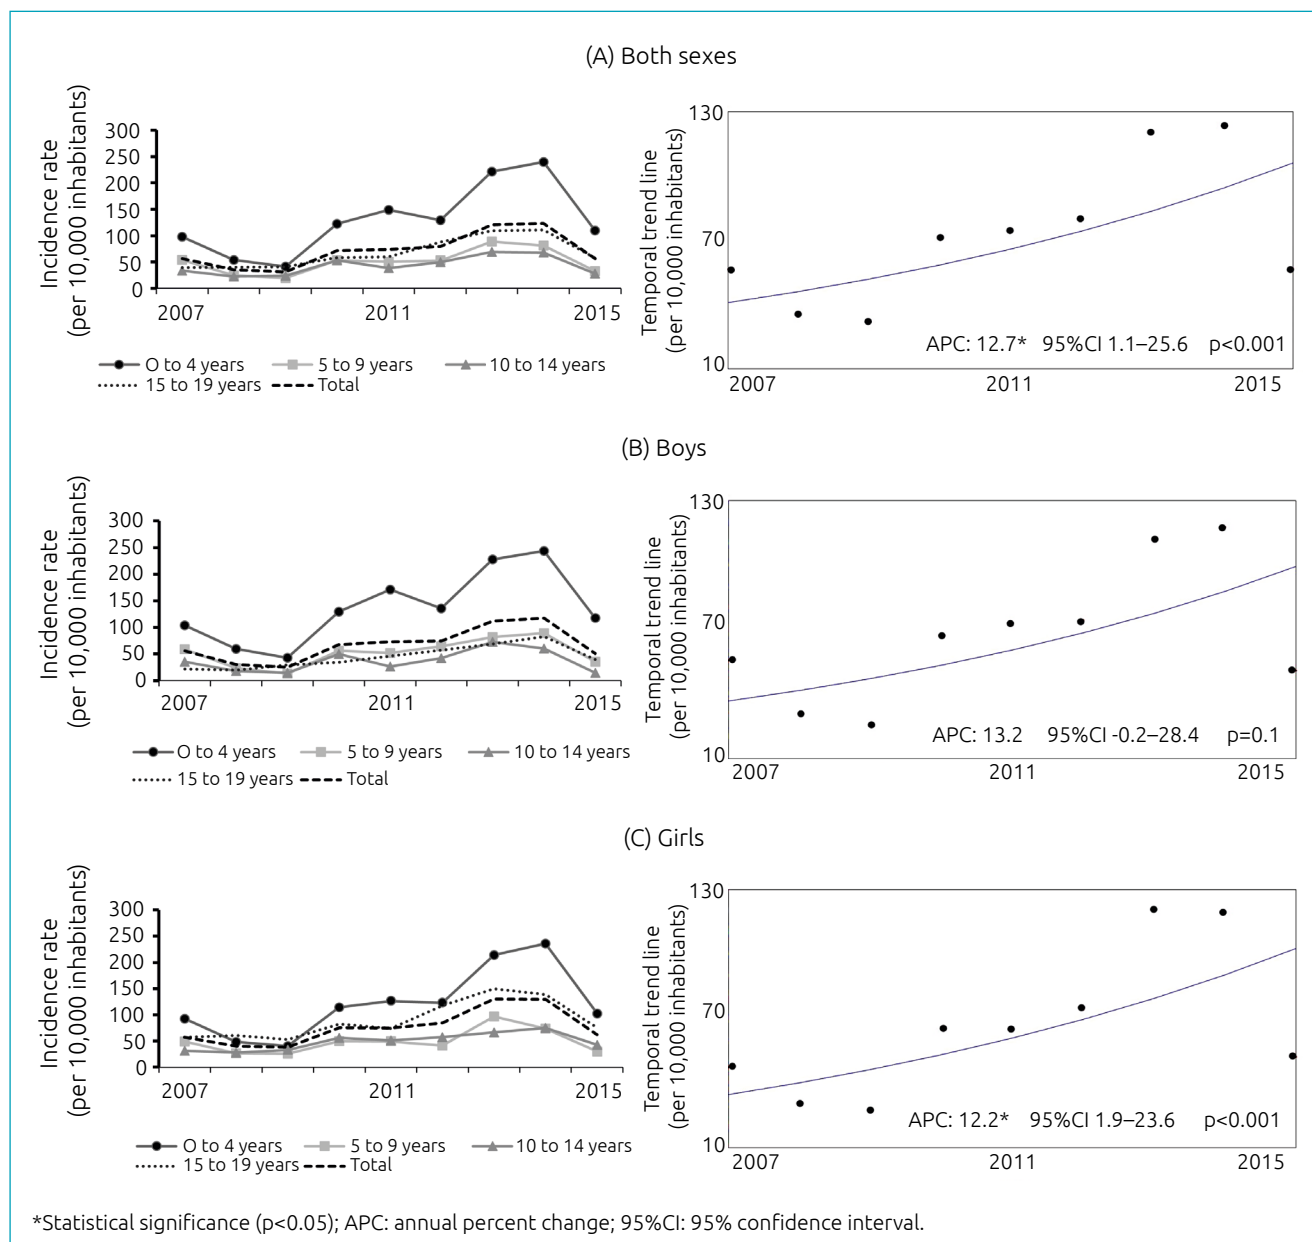 (A) Both sexes
Incidence rate
(per 10,000 inhabitants)
300
250
200
150
100
50
0
2007 2011 2015
O to 4 years 5 to 9 years 10 to 14 years
15 to 19 years Total
Temporal trend line
(per 10,000 inhabitants)
130
70
10
APC: 12.7* 95%CI 1.1–25.6 p<0.001
2007 2011 2015
(B) Boys
Incidence rate
(per 10,000 inhabitants)
300
250
200
150
100
50
0
2007 2011 2015
O to 4 years 5 to 9 years 10 to 14 years
15 to 19 years Total
Temporal trend line
(per 10,000 inhabitants)
130
70
10
APC: 13.2 95%CI -0.2–28.4 p=0.1
2007 2011 2015
(C) Girls
Incidence rate
(per 10,000 inhabitants)
300
250
200
150
100
50
0
2007 2011 2015
O to 4 years 5 to 9 years 10 to 14 years
15 to 19 years Total
Temporal trend line
(per 10,000 inhabitants)
130
70
10
APC: 12.2* 95%CI 1.9–23.6 p<0.001
2007 2011 2015
*Statistical significance (p<0.05); APC: annual percent change; 95%CI: 95% confidence interval.